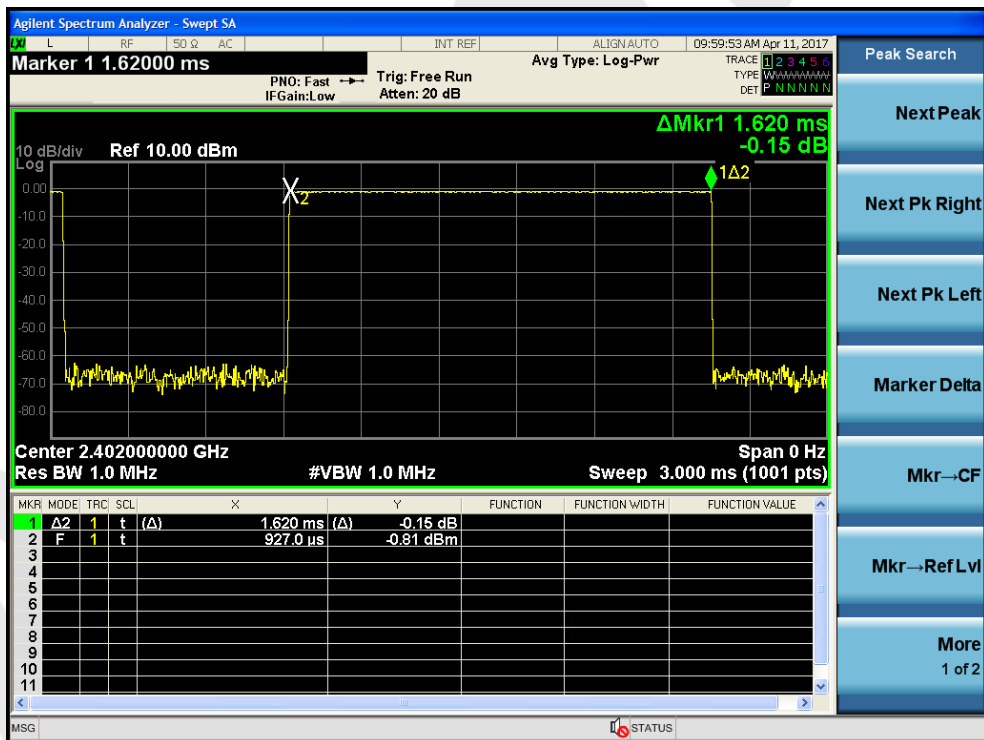 Agilent Spectrum Analyzer - Swept SA
LXI L RF 50 Ω AC INT REF ALIGN AUTO 09:59:53 AM Apr 11, 2017
Marker 1 1.62000 ms
PNO: Fast
IFGain:Low
Trig: Free Run
Atten: 20 dB
Avg Type: Log-Pwr
TRACE 1 2 3 4 5 6
TYPE WWWWWWW
DET P N N N N N
ΔMkr1 1.620 ms
-0.15 dB
10 dB/div Ref 10.00 dBm
Log
0.00
-10.0
-20.0
-30.0
-40.0
-50.0
-60.0
-70.0
-80.0
X2
1Δ2
Center 2.402000000 GHz Span 0 Hz
Res BW 1.0 MHz #VBW 1.0 MHz Sweep 3.000 ms (1001 pts)
MKR MODE TRC SCL X Y FUNCTION FUNCTION WIDTH FUNCTION VALUE
1 Δ2 1 t (Δ) 1.620 ms (Δ) -0.15 dB
2 F 1 t 927.0 µs -0.81 dBm
3
4
5
6
7
8
9
10
11
MSG STATUS
Peak Search
Next Peak
Next Pk Right
Next Pk Left
Marker Delta
Mkr→CF
Mkr→Ref Lvl
More
1 of 2